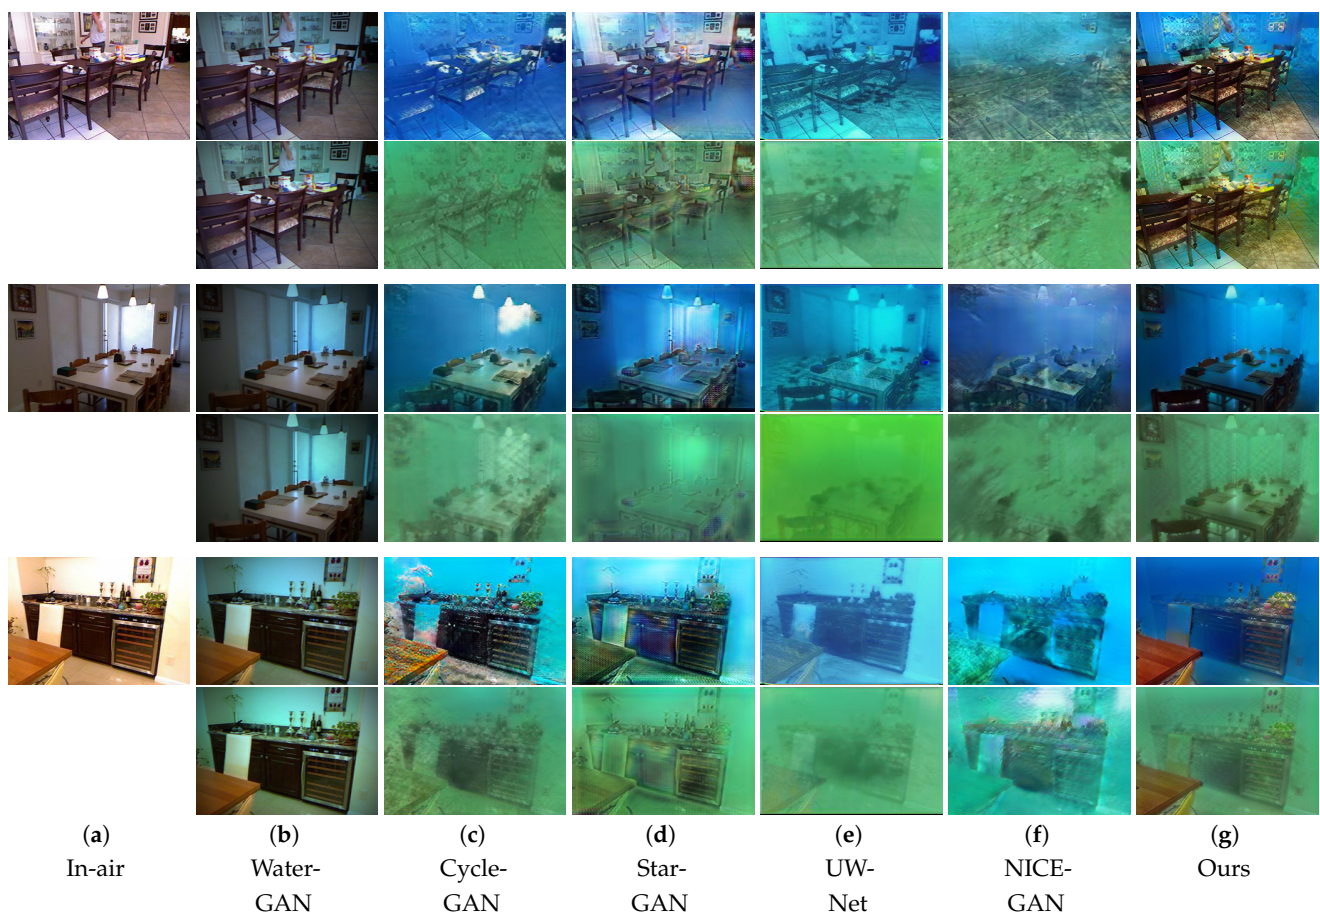 (a) (b) (c) (d) (e) (f) (g)
In-air Water- Cycle- Star- UW- NICE- Ours
GAN GAN GAN Net GAN